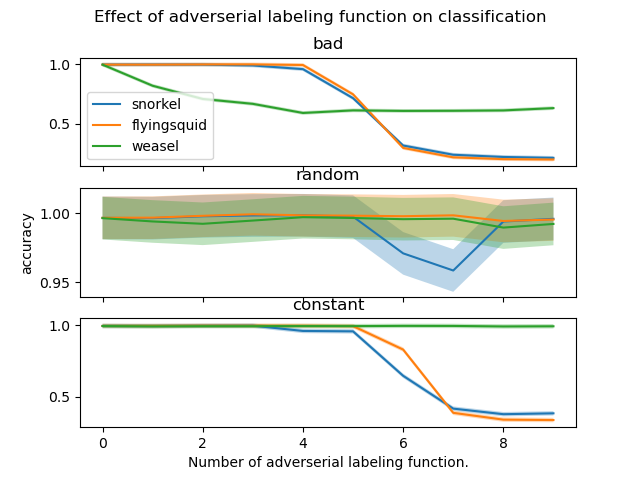 Effect of adverserial labeling function on classification
bad
1.0
0.5
snorkel
flyingsquid
weasel
random
1.00
0.95
accuracy
constant
1.0
0.5
0 2 4 6 8
Number of adverserial labeling function.